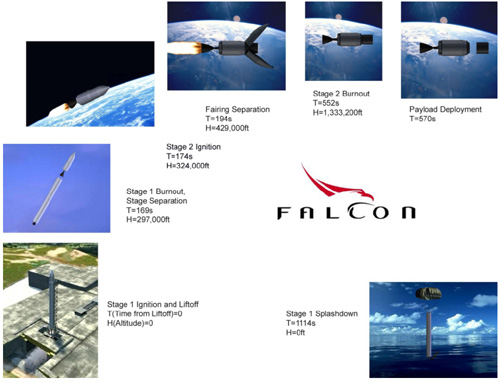 Fairing Separation
T=194s
H=429,000ft
Stage 2 Burnout
T=552s
H=1,333,200ft
Payload Deployment
T=570s
Stage 2 Ignition
T=174s
H=324,000ft
Stage 1 Burnout,
Stage Separation
T=169s
H=297,000ft
FALCON
Stage 1 Ignition and Liftoff
T(Time from Liftoff)=0
H(Altitude)=0
Stage 1 Splashdown
T=1114s
H=0ft